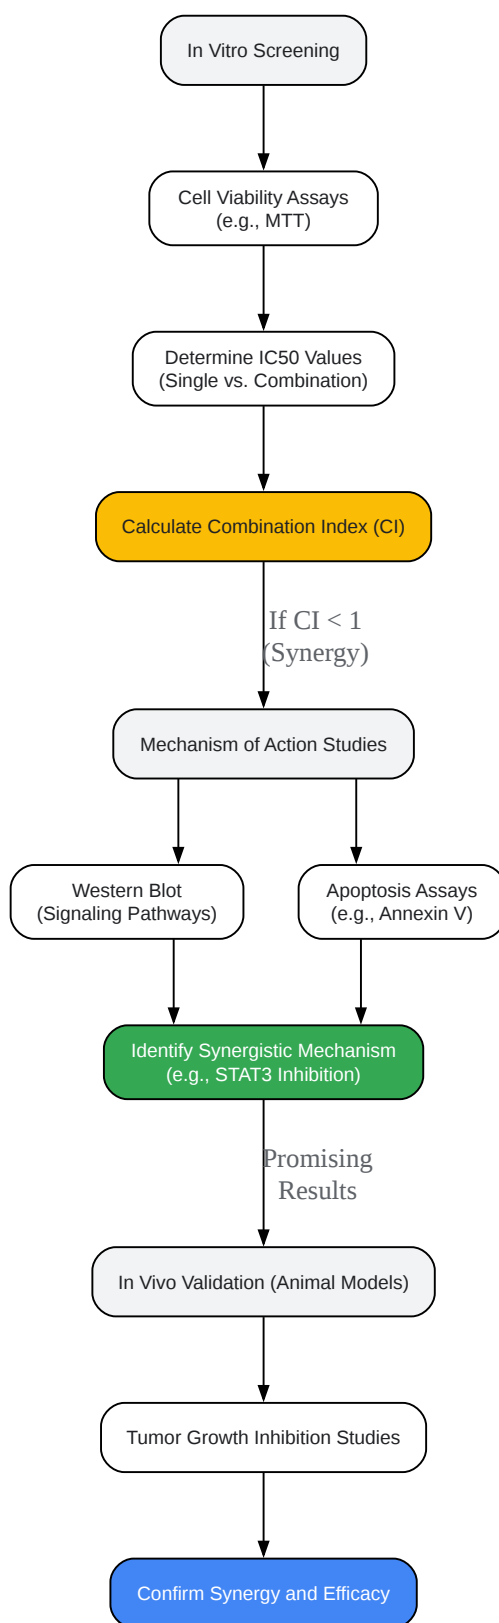 In Vitro Screening
Cell Viability Assays
(e.g., MTT)
Determine IC50 Values
(Single vs. Combination)
Calculate Combination Index (CI)
If CI < 1
(Synergy)
Mechanism of Action Studies
Western Blot
(Signaling Pathways)
Apoptosis Assays
(e.g., Annexin V)
Identify Synergistic Mechanism
(e.g., STAT3 Inhibition)
Promising
Results
In Vivo Validation (Animal Models)
Tumor Growth Inhibition Studies
Confirm Synergy and Efficacy